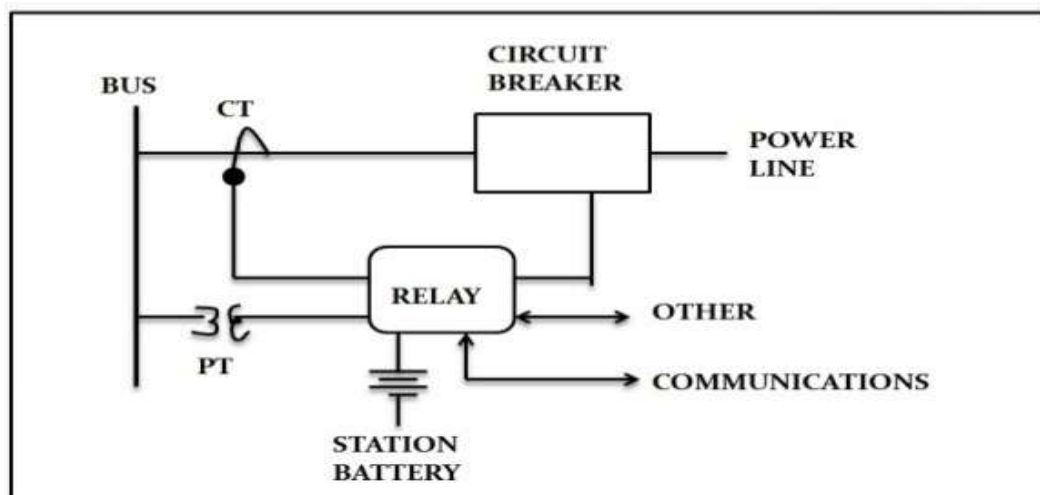 CIRCUIT
BREAKER
BUS
CT
POWER
LINE
RELAY
OTHER
PT
COMMUNICATIONS
STATION
BATTERY